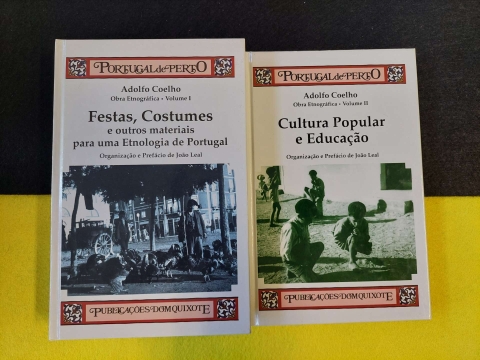 PORTUGAL de PERTO
Adolfo Coelho
Obra Etnográfica • Volume I
Festas, Costumes
e outros materiais
para uma Etnologia de Portugal
Organização e Prefácio de João Leal
PUBLICAÇÕES DOM QUIXOTE
PORTUGAL de PERTO
Adolfo Coelho
Obra Etnográfica • Volume II
Cultura Popular
e Educação
Organização e Prefácio de João Leal
PUBLICAÇÕES DOM QUIXOTE